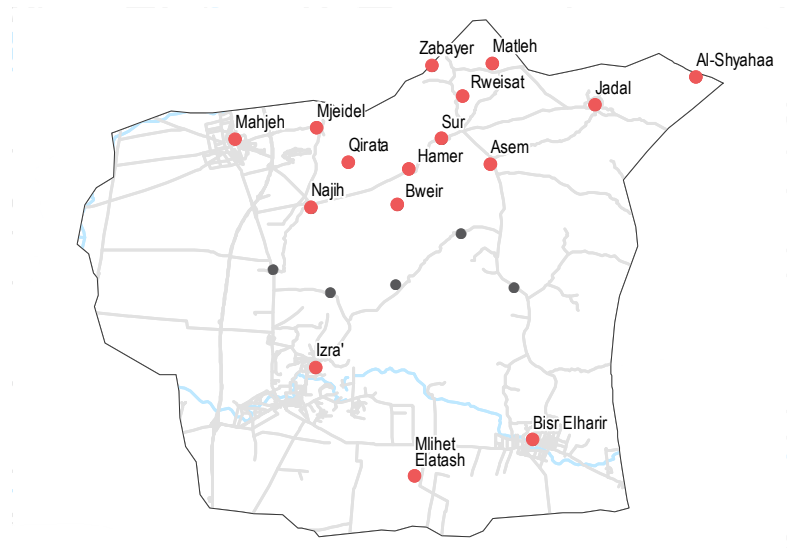 Zabayer
Matleh
Al-Shyahaa
Rweisat
Jadal
Mjeidel
Mahjeh
Sur
Qirata
Hamer
Asem
Najih
Bweir
Izra'
Bisr Elharir
Mlihet
Elatash